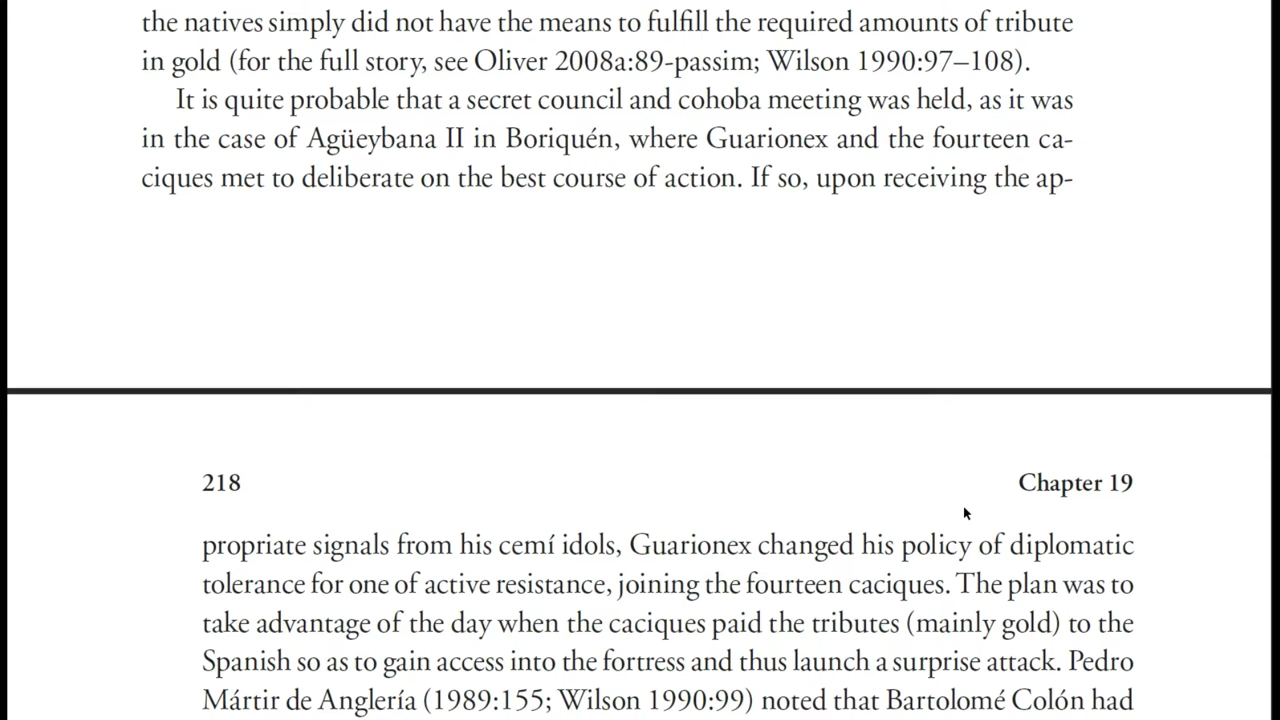 the natives simply did not have the means to fulfill the required amounts of tribute
in gold (for the full story, see Oliver 2008a:89-passim; Wilson 1990:97–108).
It is quite probable that a secret council and cohoba meeting was held, as it was
in the case of Agüeybana II in Boriquén, where Guarionex and the fourteen ca-
ciques met to deliberate on the best course of action. If so, upon receiving the ap-
218 Chapter 19
propriate signals from his cemí idols, Guarionex changed his policy of diplomatic
tolerance for one of active resistance, joining the fourteen caciques. The plan was to
take advantage of the day when the caciques paid the tributes (mainly gold) to the
Spanish so as to gain access into the fortress and thus launch a surprise attack. Pedro
Mártir de Anglería (1989:155; Wilson 1990:99) noted that Bartolomé Colón had